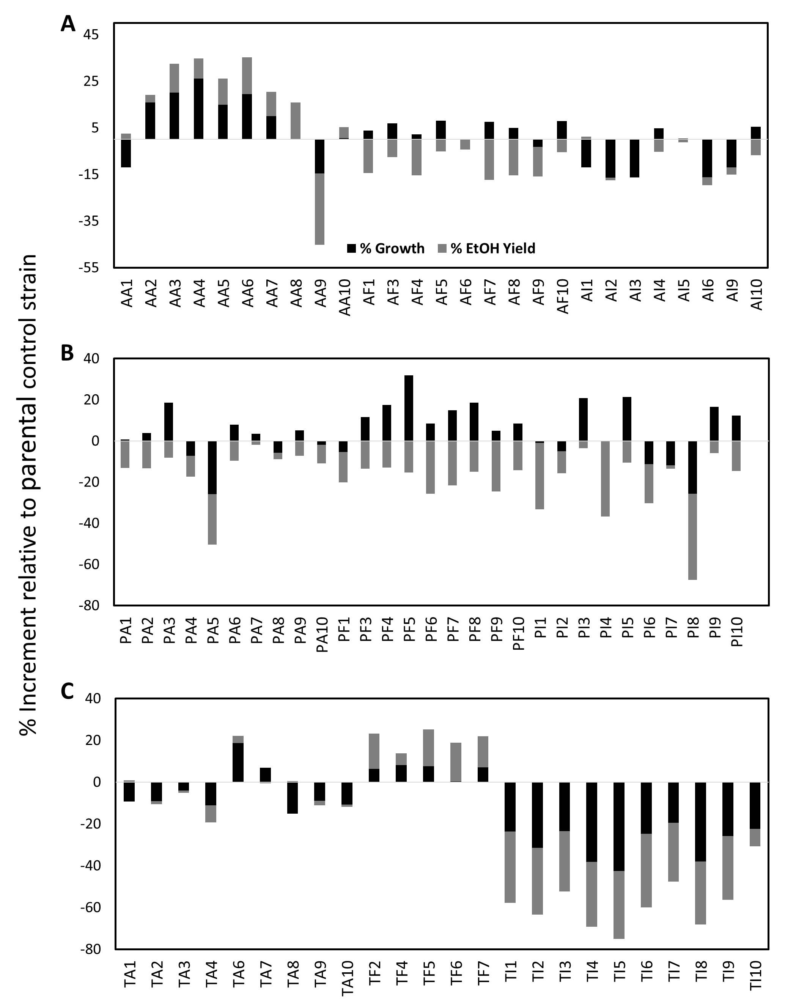 % Increment relative to parental control strain
A
45
25
5
-15
-35
-55
% Growth % EtOH Yield
AA1 AA2 AA3 AA4 AA5 AA6 AA7 AA8 AA9 AA10 AF1 AF3 AF4 AF5 AF6 AF7 AF8 AF9 AF10 AI1 AI2 AI3 AI4 AI5 AI6 AI9 AI10
B
40
20
0
-20
-40
-60
-80
PA1 PA2 PA3 PA4 PA5 PA6 PA7 PA8 PA9 PA10 PF1 PF3 PF4 PF5 PF6 PF7 PF8 PF9 PF10 PI1 PI2 PI3 PI4 PI5 PI6 PI7 PI8 PI9 PI10
C
40
20
0
-20
-40
-60
-80
TA1 TA2 TA3 TA4 TA6 TA7 TA8 TA9 TA10 TF2 TF4 TF5 TF6 TF7 TI1 TI2 TI3 TI4 TI5 TI6 TI7 TI8 TI9 TI10